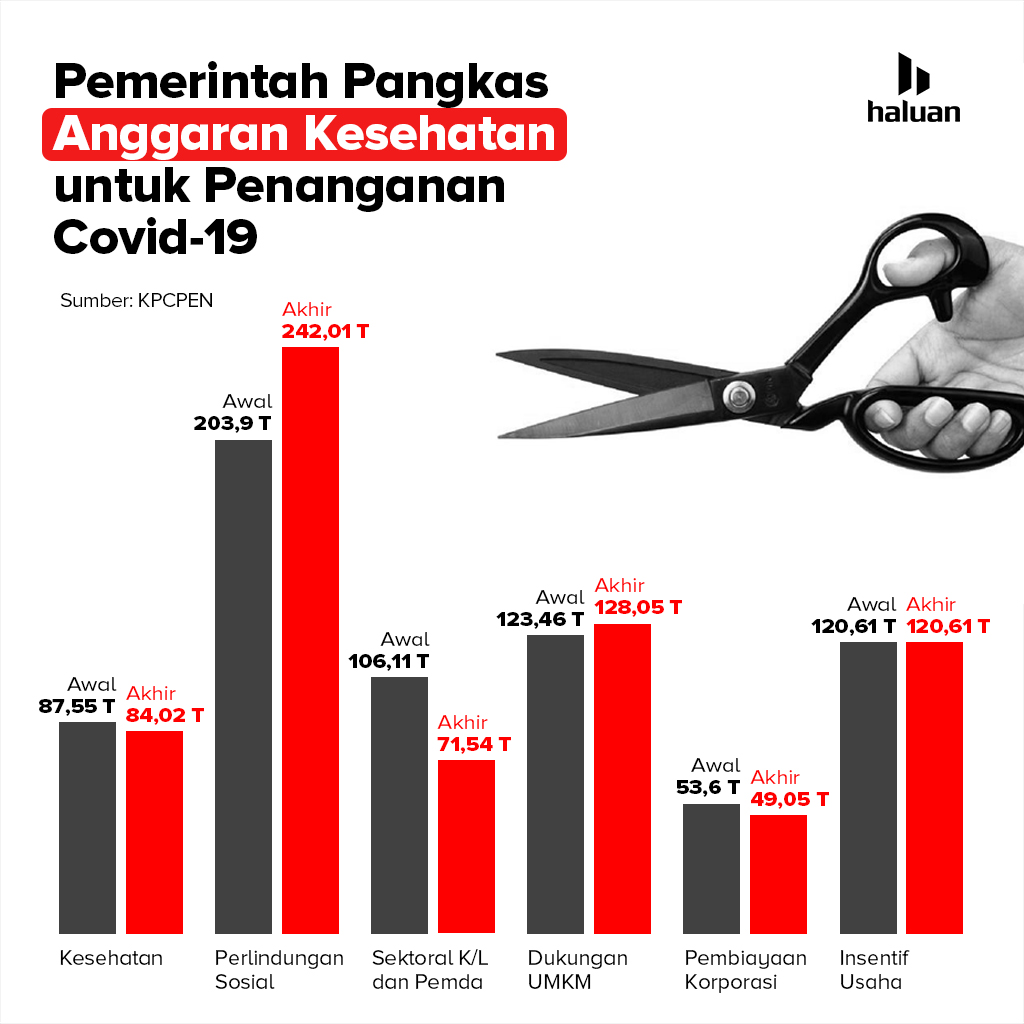 Pemerintah Pangkas
Anggaran Kesehatan
untuk Penanganan
Covid-19
haluan
Sumber: KPCPEN
Awal
87,55 T
Akhir
84,02 T
Awal
203,9 T
Akhir
242,01 T
Awal
106,11 T
Akhir
71,54 T
Awal
123,46 T
Akhir
128,05 T
Awal
53,6 T
Akhir
49,05 T
Awal
120,61 T
Akhir
120,61 T
Kesehatan
Perlindungan
Sosial
Sektoral K/L
dan Pemda
Dukungan
UMKM
Pembiayaan
Korporasi
Insentif
Usaha